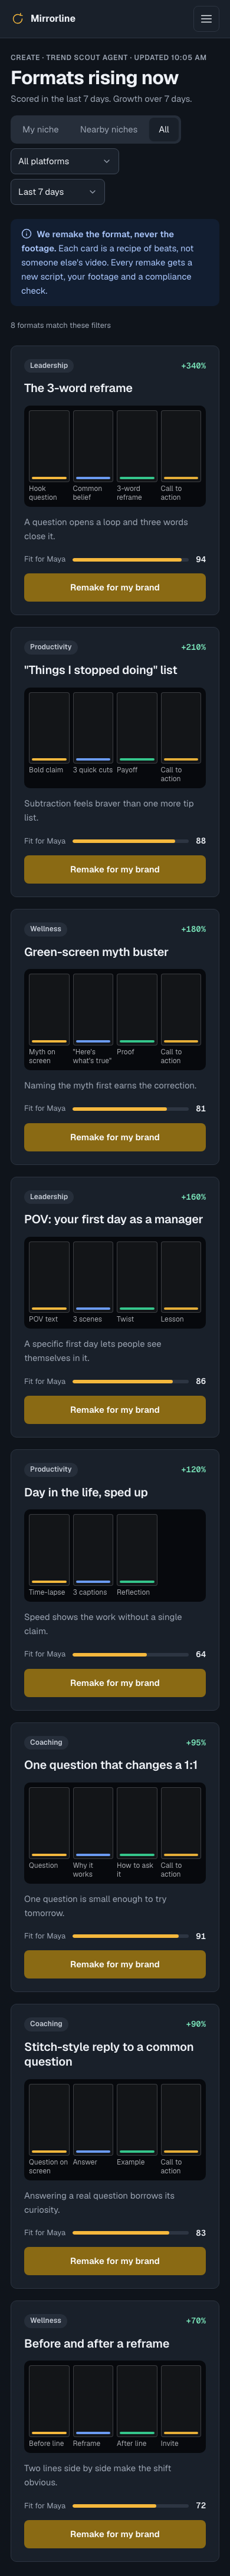 Mirrorline
CREATE · TREND SCOUT AGENT · UPDATED 10:05 AM
Formats rising now
Scored in the last 7 days. Growth over 7 days.
My niche
Nearby niches
All
All platforms
Last 7 days
We remake the format, never the
footage. Each card is a recipe of beats, not
someone else's video. Every remake gets a
new script, your footage and a compliance
check.
8 formats match these filters
Leadership
+340%
The 3-word reframe
Hook
question
Common
belief
3-word
reframe
Call to
action
A question opens a loop and three words
close it.
Fit for Maya
94
Remake for my brand
Productivity
+210%
"Things I stopped doing" list
Bold claim
3 quick cuts
Payoff
Call to
action
Subtraction feels braver than one more tip
list.
Fit for Maya
88
Remake for my brand
Wellness
+180%
Green-screen myth buster
Myth on
screen
"Here's
what's true"
Proof
Call to
action
Naming the myth first earns the correction.
Fit for Maya
81
Remake for my brand
Leadership
+160%
POV: your first day as a manager
POV text
3 scenes
Twist
Lesson
A specific first day lets people see
themselves in it.
Fit for Maya
86
Remake for my brand
Productivity
+120%
Day in the life, sped up
Time-lapse
3 captions
Reflection
Speed shows the work without a single
claim.
Fit for Maya
64
Remake for my brand
Coaching
+95%
One question that changes a 1:1
Question
Why it
works
How to ask
it
Call to
action
One question is small enough to try
tomorrow.
Fit for Maya
91
Remake for my brand
Coaching
+90%
Stitch-style reply to a common
question
Question on
screen
Answer
Example
Call to
action
Answering a real question borrows its
curiosity.
Fit for Maya
83
Remake for my brand
Wellness
+70%
Before and after a reframe
Before line
Reframe
After line
Invite
Two lines side by side make the shift
obvious.
Fit for Maya
72
Remake for my brand